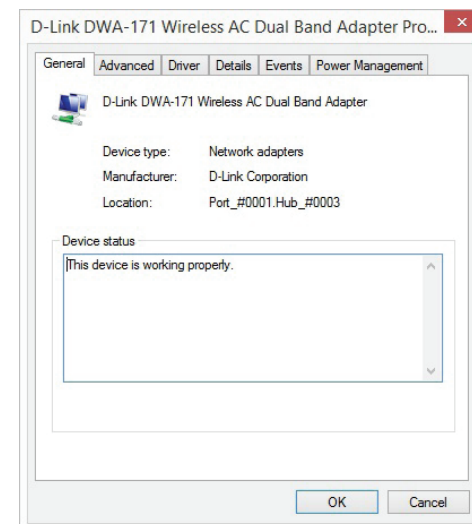 D-Link DWA-171 Wireless AC Dual Band Adapter Pro...
General Advanced Driver Details Events Power Management
D-Link DWA-171 Wireless AC Dual Band Adapter
Device type: Network adapters
Manufacturer: D-Link Corporation
Location: Port_#0001.Hub_#0003
Device status
This device is working properly.
OK Cancel